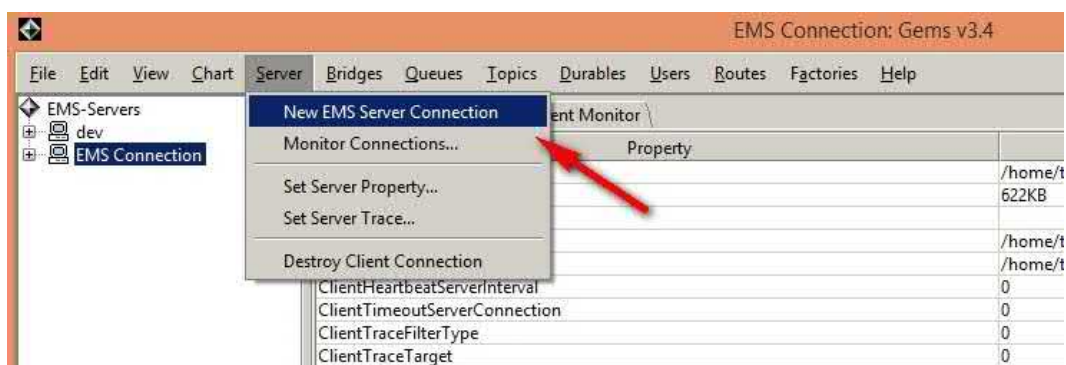 EMS Connection: Gems v3.4
File Edit View Chart Server Bridges Queues Topics Durables Users Routes Factories Help
EMS-Servers
dev
EMS Connection
New EMS Server Connection
Monitor Connections...
Set Server Property...
Set Server Trace...
Destroy Client Connection
ent Monitor
Property
/home/t
622KB
/home/t
/home/t
ClientHeartbeatServerInterval 0
ClientTimeoutServerConnection 0
ClientTraceFilterType 0
ClientTraceTarget 0